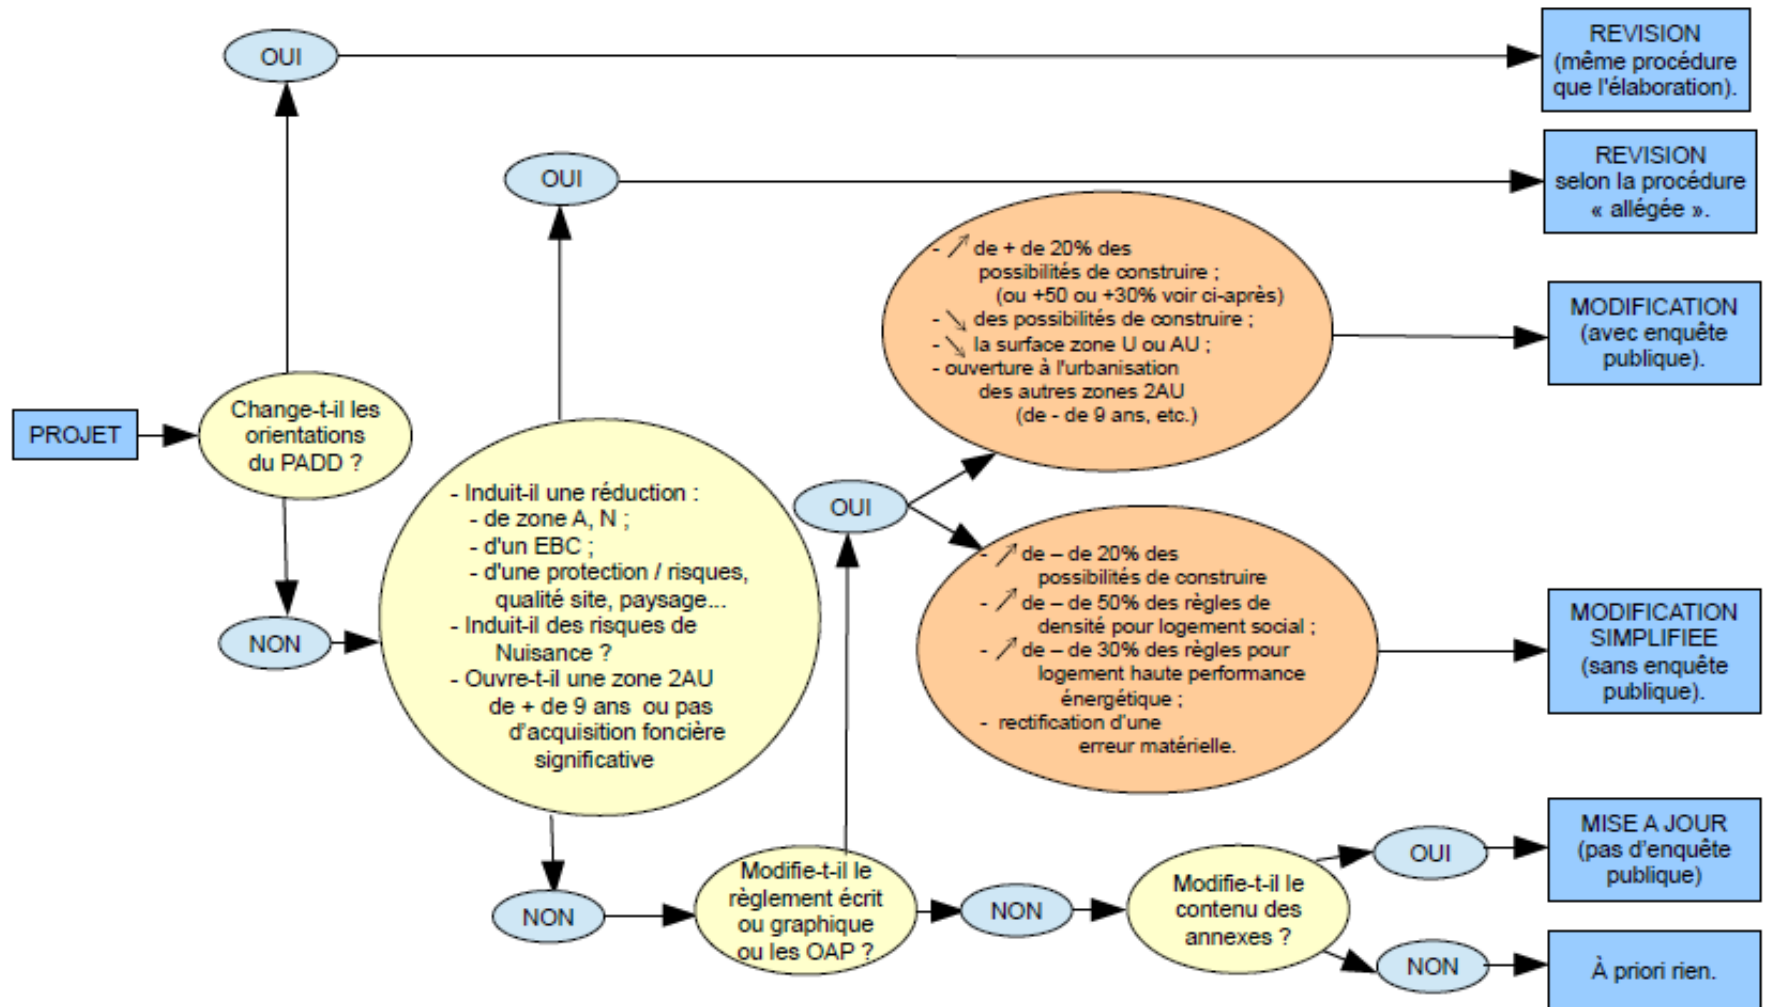 OUI
REVISION
(même procédure
que l'élaboration).
OUI
REVISION
selon la procédure
« allégée ».
- ↗ de + de 20% des
possibilités de construire ;
(ou +50 ou +30% voir ci-après)
- ↘ des possibilités de construire ;
- ↘ la surface zone U ou AU ;
- ouverture à l'urbanisation
des autres zones 2AU
(de - de 9 ans, etc.)
MODIFICATION
(avec enquête
publique).
PROJET
Change-t-il les
orientations
du PADD ?
NON
- Induit-il une réduction :
- de zone A, N ;
- d'un EBC ;
- d'une protection / risques,
qualité site, paysage...
- Induit-il des risques de
Nuisance ?
- Ouvre-t-il une zone 2AU
de + de 9 ans ou pas
d'acquisition foncière
significative
OUI
- ↗ de – de 20% des
possibilités de construire
- ↗ de – de 50% des règles de
densité pour logement social ;
- ↗ de – de 30% des règles pour
logement haute performance
énergétique ;
- rectification d'une
erreur matérielle.
MODIFICATION
SIMPLIFIEE
(sans enquête
publique).
NON
Modifie-t-il le
règlement écrit
ou graphique
ou les OAP ?
NON
Modifie-t-il le
contenu des
annexes ?
OUI
MISE A JOUR
(pas d'enquête
publique)
NON
À priori rien.